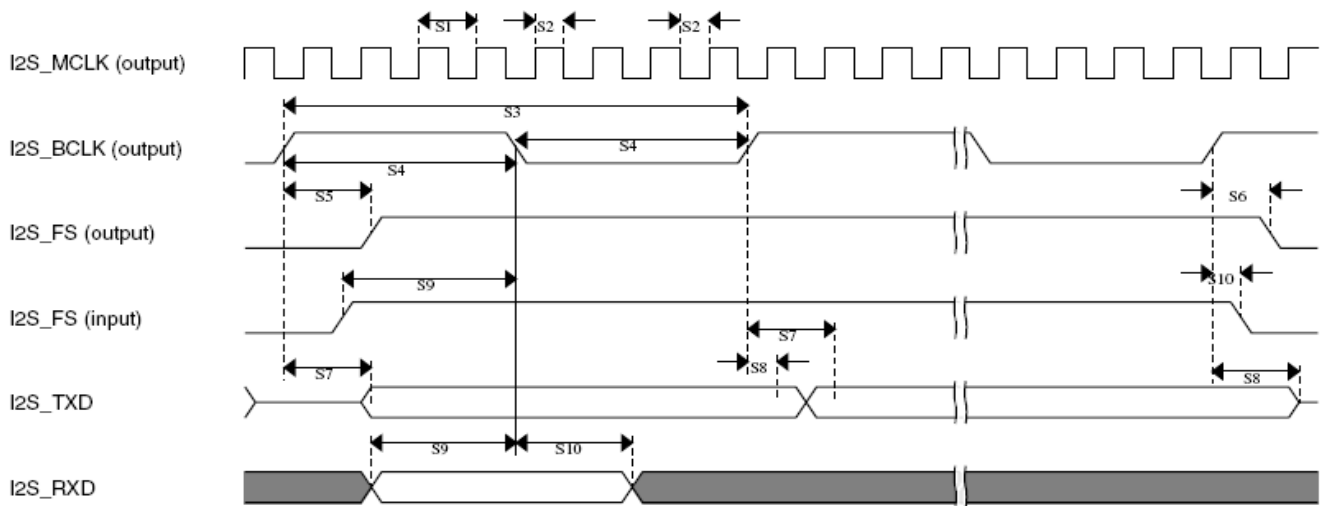 S1 S2 S2
I2S_MCLK (output)
S3
I2S_BCLK (output) S4
S4
S5 S6
I2S_FS (output)
S9 S10
I2S_FS (input)
S7
S7 S8 S8
I2S_TXD
S9 S10
I2S_RXD